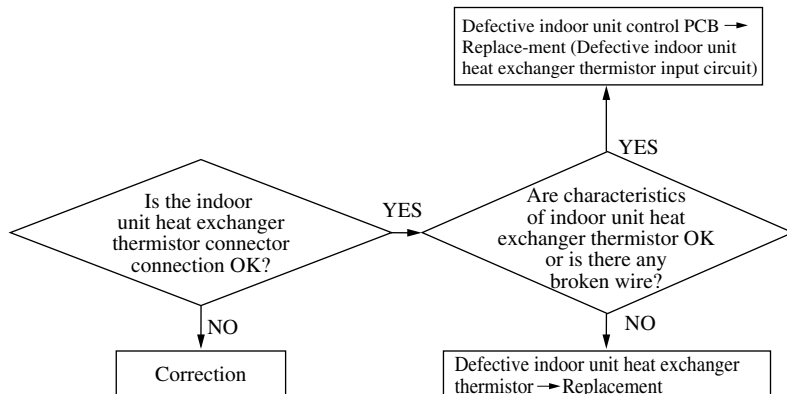 Defective indoor unit control PCB →
Replace-ment (Defective indoor unit
heat exchanger thermistor input circuit)
YES
Is the indoor
unit heat exchanger
thermistor connector
connection OK?
YES
Are characteristics
of indoor unit heat
exchanger thermistor OK
or is there any
broken wire?
NO
NO
Correction
Defective indoor unit heat exchanger
thermistor → Replacement